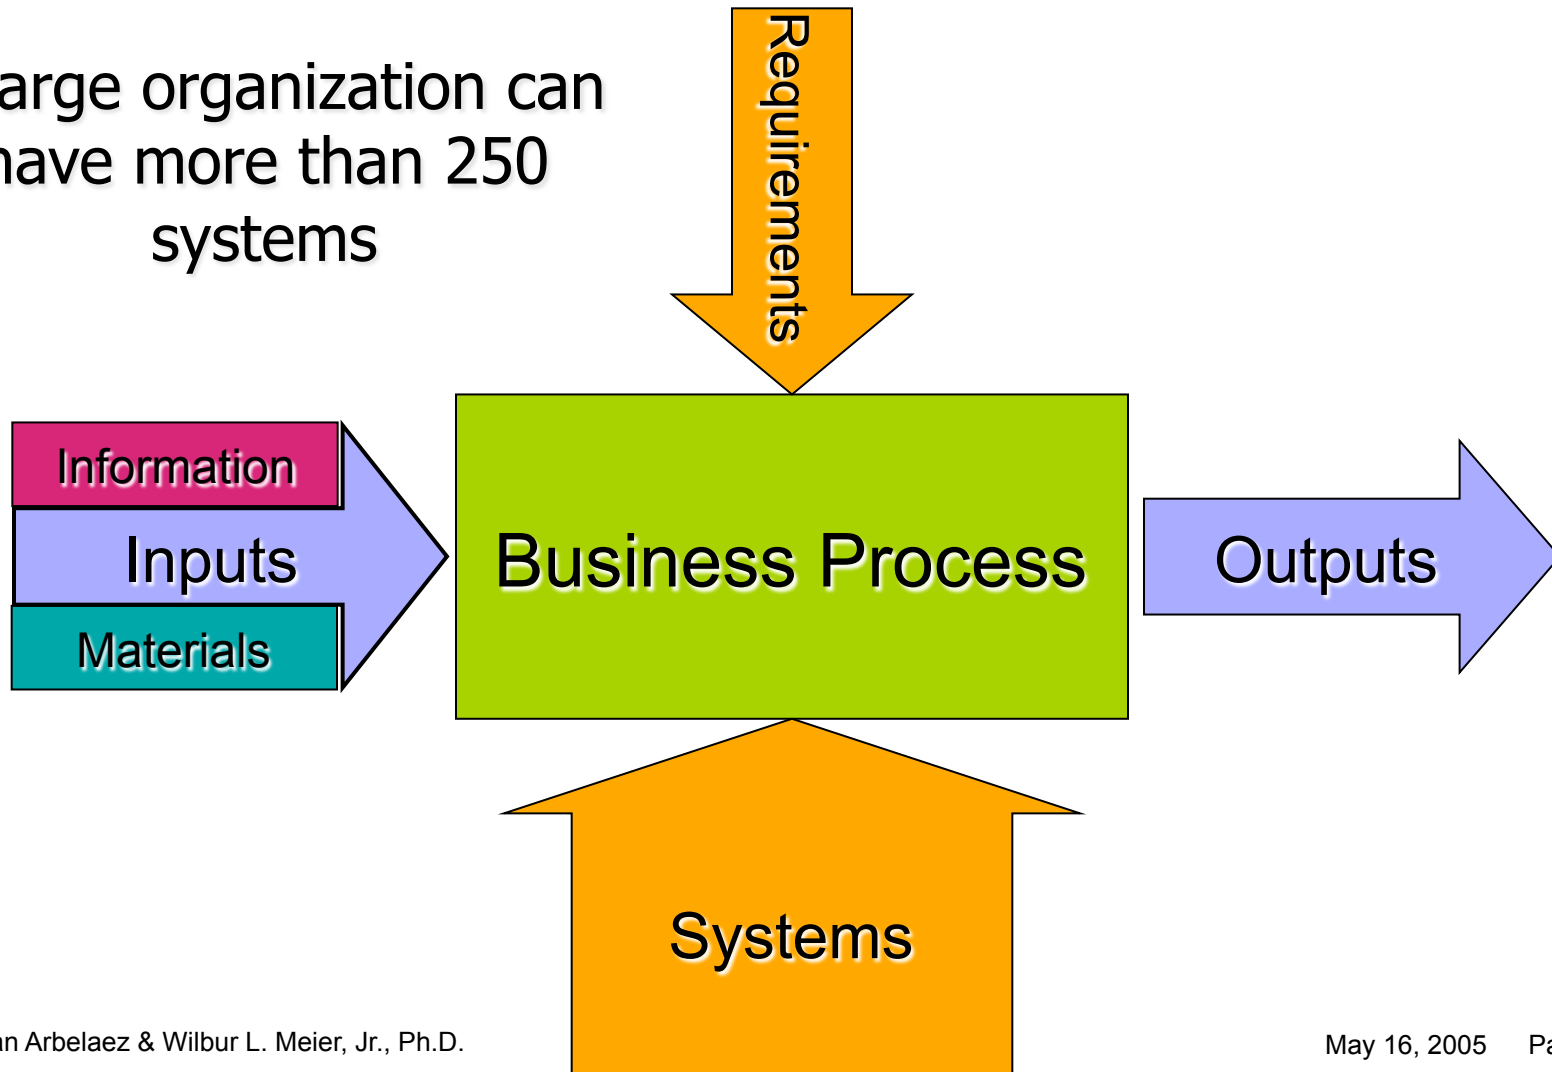 arge organization can
have more than 250
systems
Requirements
Information
Inputs
Materials
Business Process
Outputs
Systems
an Arbelaez & Wilbur L. Meier, Jr., Ph.D.
May 16, 2005 Pa